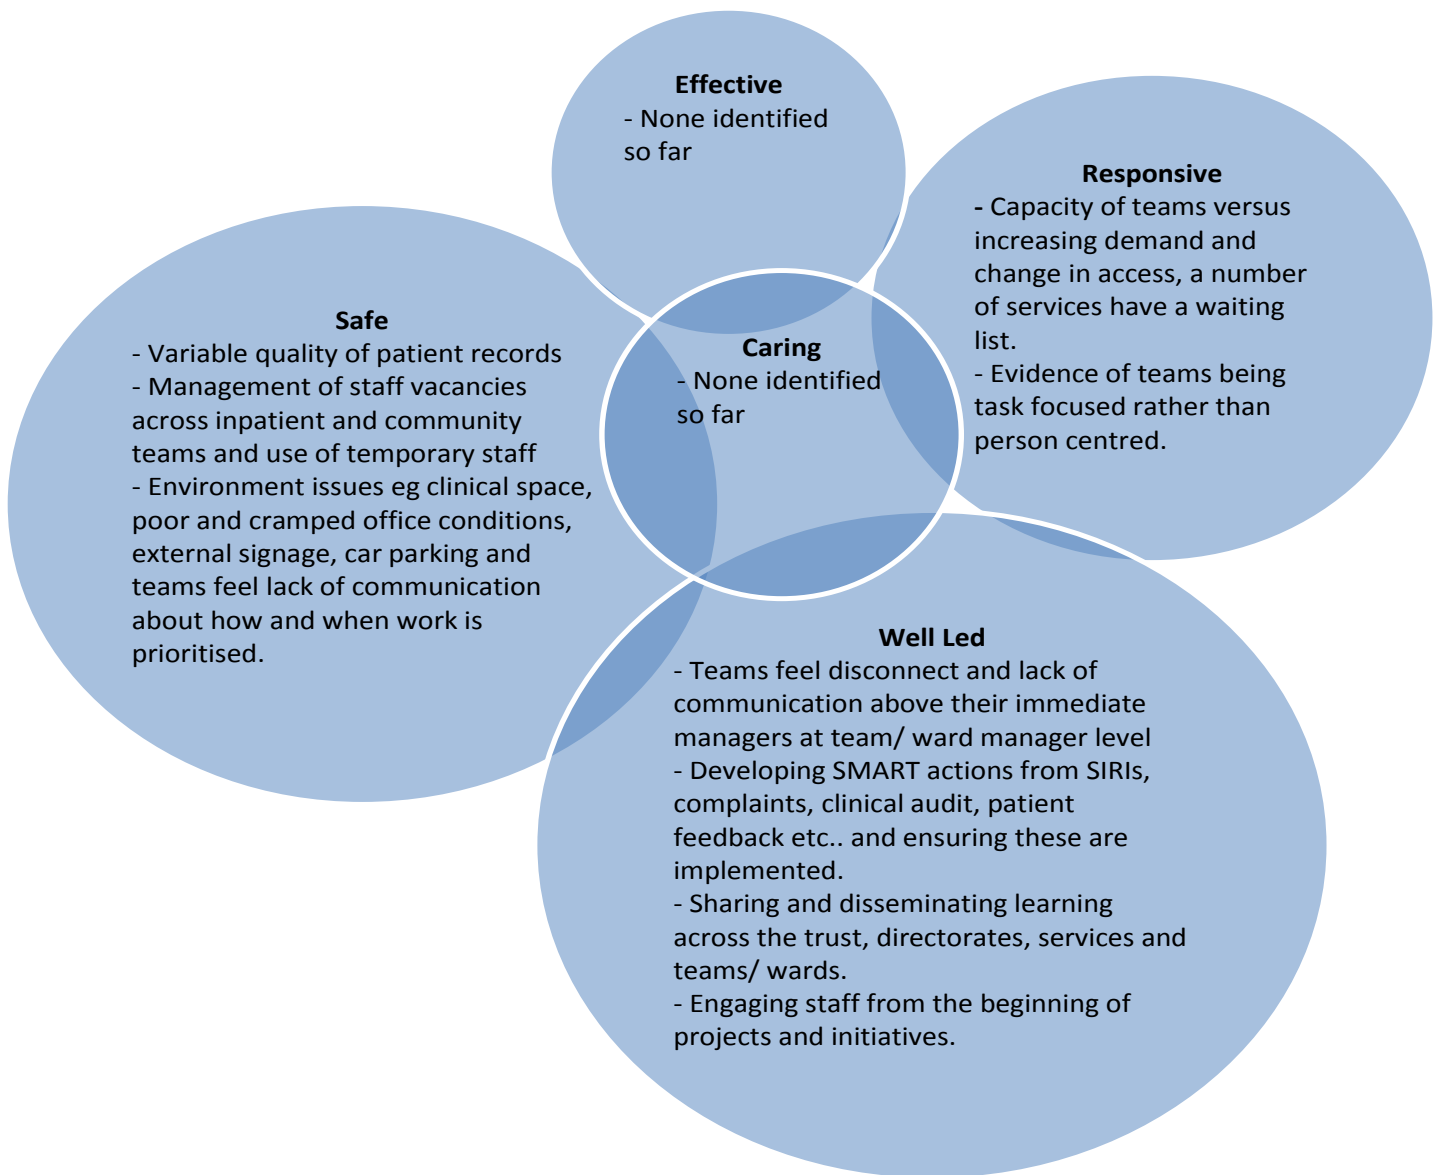 Effective
- None identified
so far
Responsive
- Capacity of teams versus
increasing demand and
change in access, a number
of services have a waiting
list.
- Evidence of teams being
task focused rather than
person centred.
Safe
- Variable quality of patient records
- Management of staff vacancies
across inpatient and community
teams and use of temporary staff
- Environment issues eg clinical space,
poor and cramped office conditions,
external signage, car parking and
teams feel lack of communication
about how and when work is
prioritised.
Caring
- None identified
so far
Well Led
- Teams feel disconnect and lack of
communication above their immediate
managers at team/ ward manager level
- Developing SMART actions from SIRIs,
complaints, clinical audit, patient
feedback etc.. and ensuring these are
implemented.
- Sharing and disseminating learning
across the trust, directorates, services and
teams/ wards.
- Engaging staff from the beginning of
projects and initiatives.